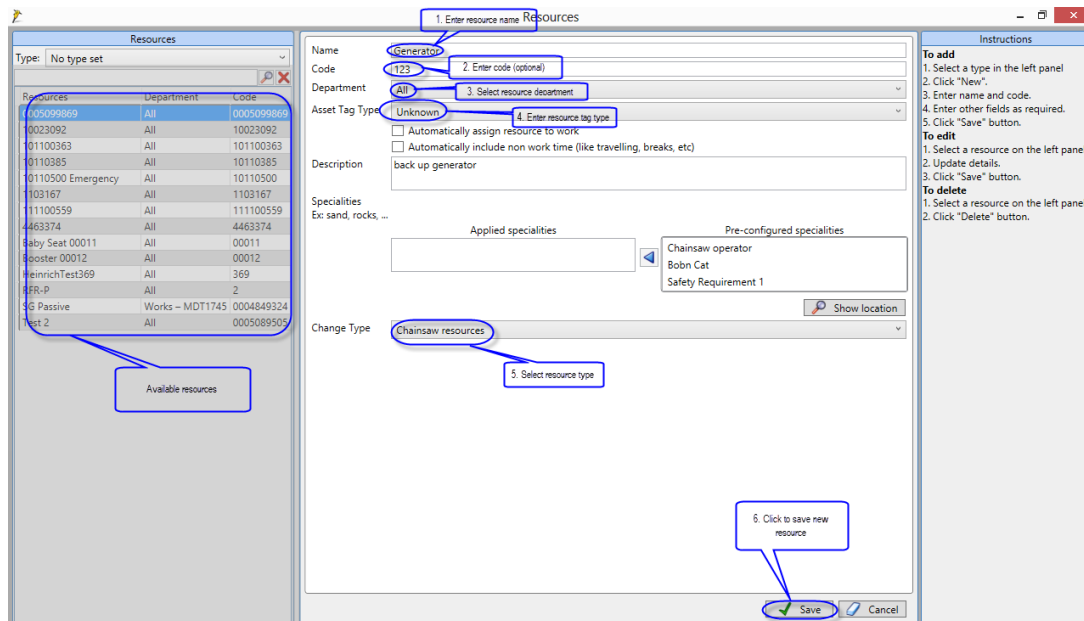 Resources
1. Enter resource name
Resources
Type: No type set
Resources Department Code
0005099869 All 0005099869
10023092 All 10023092
101100363 All 101100363
10110385 All 10110385
10110500 Emergency All 10110500
1103167 All 1103167
111100559 All 111100559
4463374 All 4463374
Baby Seat 00011 All 00011
Booster 00012 All 00012
HeinrichTest369 All 369
RFR-P All 2
SG Passive Works – MDT1745 0004849324
Test 2 All 0005089505
Available resources
Name Generator
Code 123
2. Enter code (optional)
Department All
3. Select resource department
Asset Tag Type Unknown
4. Enter resource tag type
Automatically assign resource to work
Automatically include non work time (like travelling, breaks, etc)
Description back up generator
Specialities
Ex: sand, rocks, ...
Applied specialities Pre-configured specialities
Chainsaw operator
Bobn Cat
Safety Requirement 1
Show location
Change Type Chainsaw resources
5. Select resource type
6. Click to save new
resource
Save Cancel
Instructions
To add
1. Select a type in the left panel
2. Click "New".
3. Enter name and code.
4. Enter other fields as required.
5. Click "Save" button.
To edit
1. Select a resource on the left pane
2. Update details.
3. Click "Save" button.
To delete
1. Select a resource on the left pane
2. Click "Delete" button.